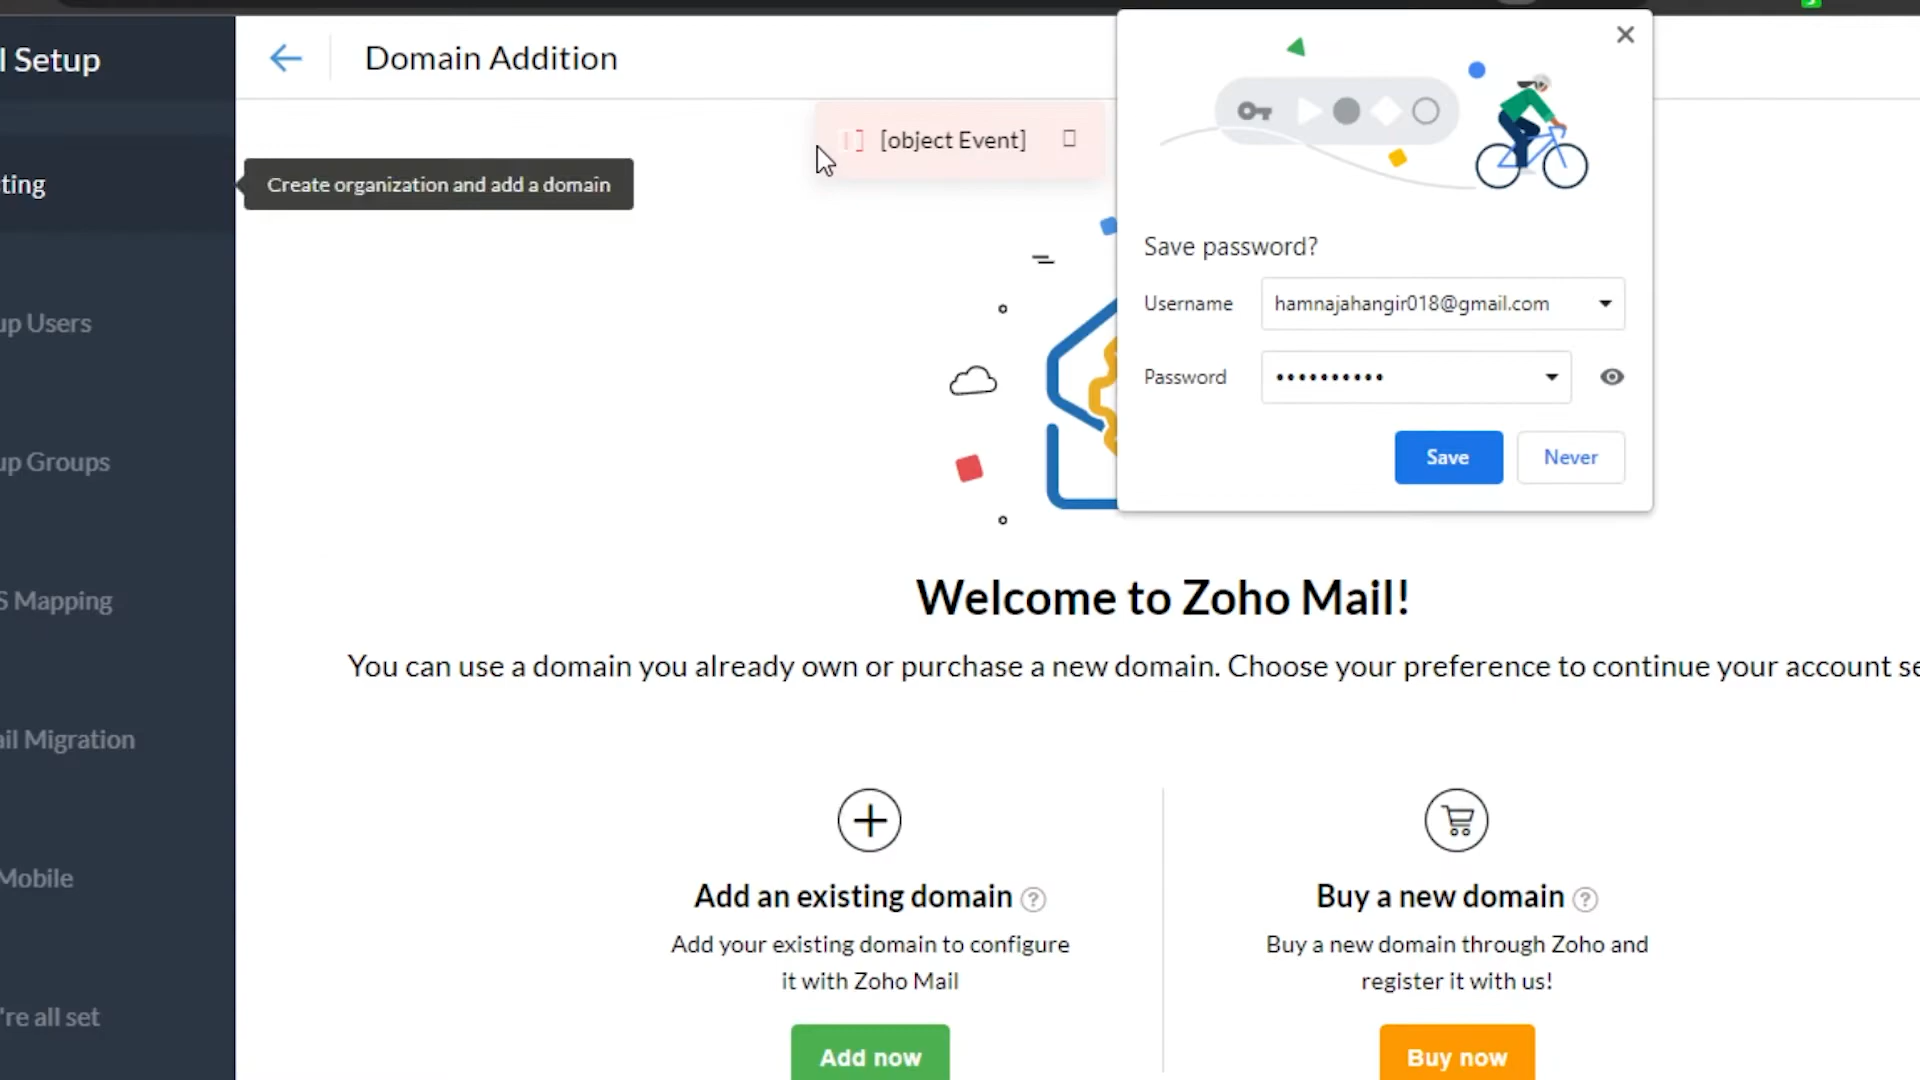 l Setup
Domain Addition
[object Event]
ting
Create organization and add a domain
Save password?
Username
hamnajahangir018@gmail.com
up Users
Password
••••••••••
Save
Never
up Groups
S Mapping
Welcome to Zoho Mail!
You can use a domain you already own or purchase a new domain. Choose your preference to continue your account se
ail Migration
Mobile
Add an existing domain ?
Add your existing domain to configure
it with Zoho Mail
Add now
Buy a new domain ?
Buy a new domain through Zoho and
register it with us!
Buy now
're all set